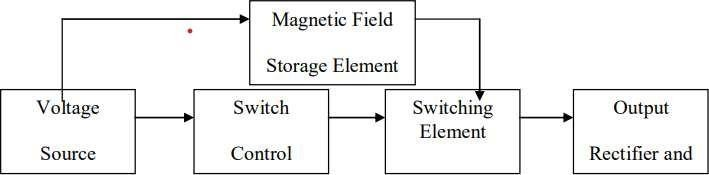 Magnetic Field
Storage Element
Voltage
Source
Switch
Control
Switching
Element
Output
Rectifier and